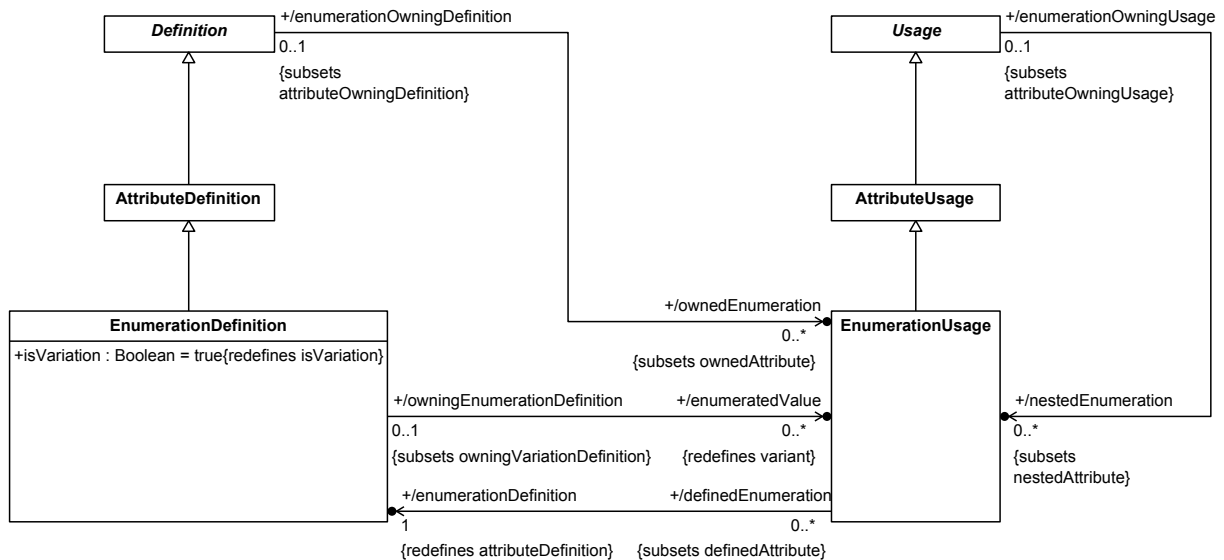 +/enumerationOwningDefinition
+/enumerationOwningUsage
Definition
Usage
0..1
0..1
{subsets
attributeOwningDefinition}
{subsets
attributeOwningUsage}
AttributeDefinition
AttributeUsage
+/ownedEnumeration
EnumerationDefinition
EnumerationUsage
0..*
+isVariation : Boolean = true{redefines isVariation}
{subsets ownedAttribute}
+/owningEnumerationDefinition
+/enumeratedValue
+/nestedEnumeration
0..1
0..*
0..*
{subsets owningVariationDefinition}
{redefines variant}
{subsets
nestedAttribute}
+/enumerationDefinition
+/definedEnumeration
1
0..*
{redefines attributeDefinition}
{subsets definedAttribute}